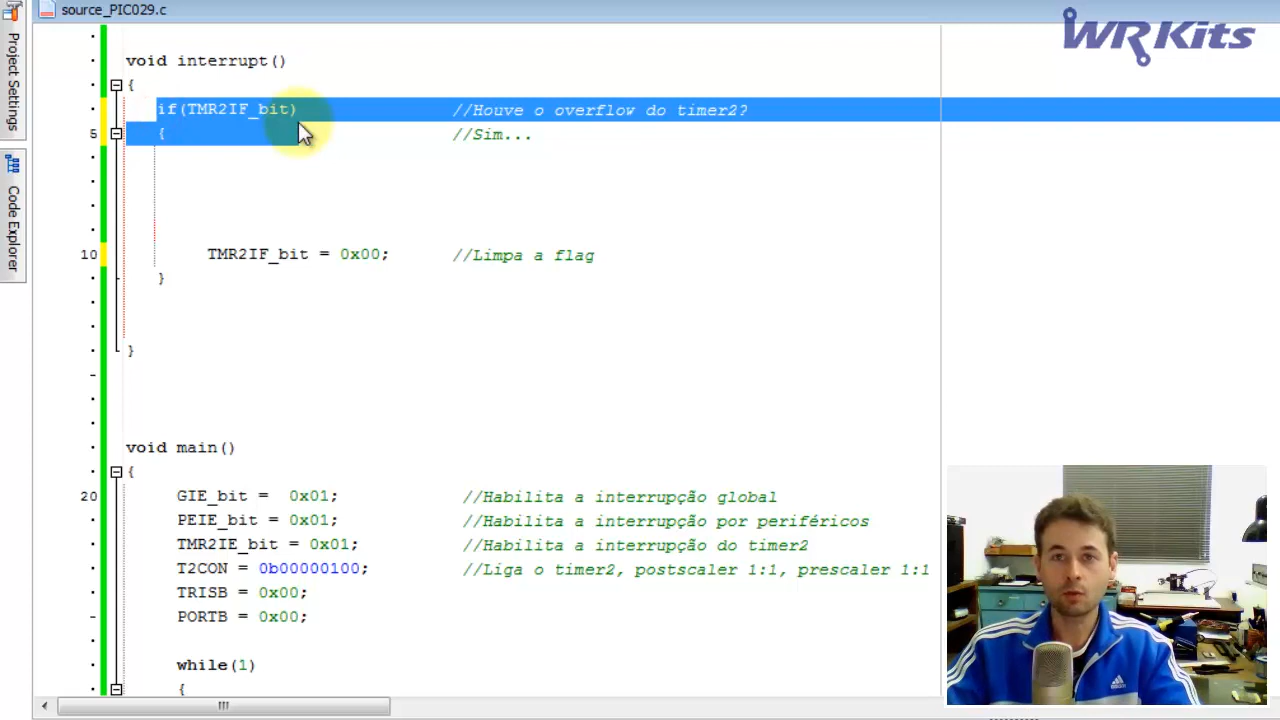 source_PIC029.c
WR Kits
Project Settings
Code Explorer
void interrupt()
{
if(TMR2IF_bit) //Houve o overflow do timer2?
5 { //Sim...
10 TMR2IF_bit = 0x00; //Limpa a flag
}
}
void main()
{
20 GIE_bit = 0x01; //Habilita a interrupção global
PEIE_bit = 0x01; //Habilita a interrupção por periféricos
TMR2IE_bit = 0x01; //Habilita a interrupção do timer2
T2CON = 0b00000100; //Liga o timer2, postscaler 1:1, prescaler 1:1
TRISB = 0x00;
PORTB = 0x00;
while(1)
{